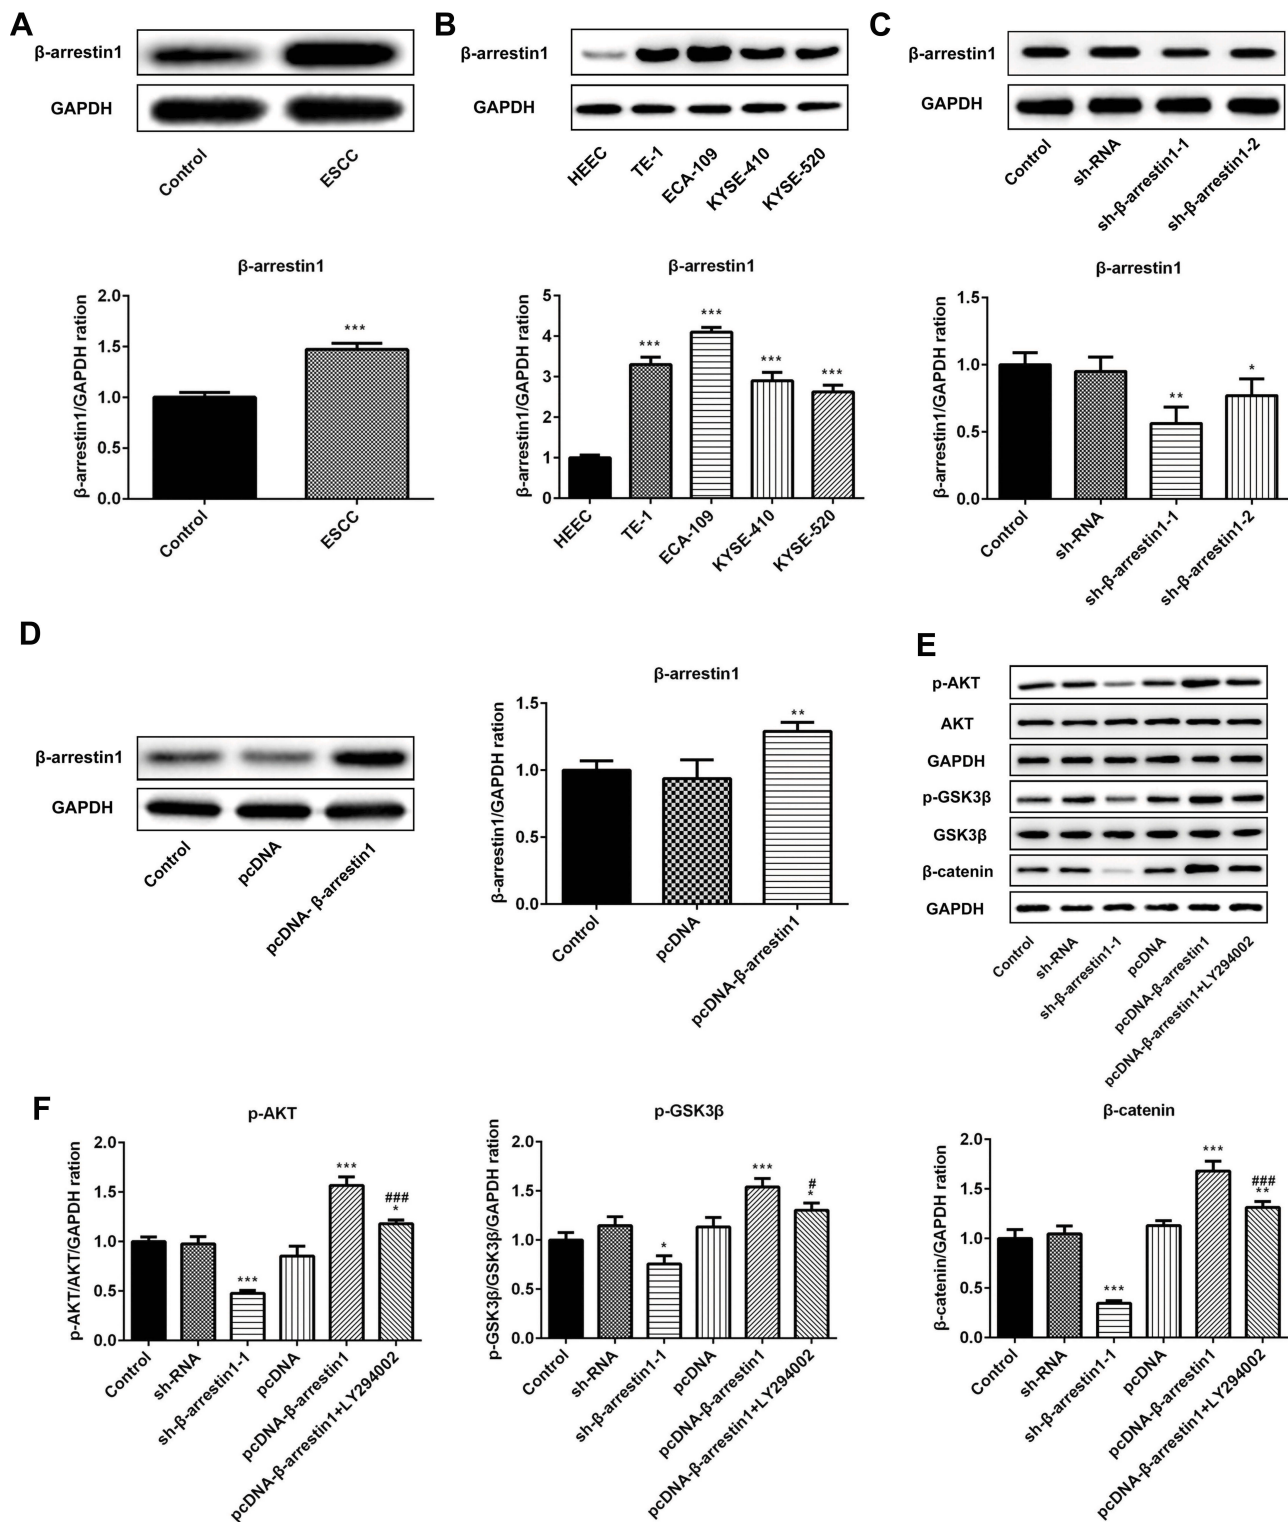 A
β-arrestin1
GAPDH
Control
ESCC
β-arrestin1
β-arrestin1/GAPDH ration
2.0
1.5
1.0
0.5
0.0
***
Control
ESCC
B
β-arrestin1
GAPDH
HEEC
TE-1
ECA-109
KYSE-410
KYSE-520
β-arrestin1
β-arrestin1/GAPDH ration
5
4
3
2
1
0
***
***
***
***
HEEC
TE-1
ECA-109
KYSE-410
KYSE-520
C
β-arrestin1
GAPDH
Control
sh-RNA
sh-β-arrestin1-1
sh-β-arrestin1-2
β-arrestin1
β-arrestin1/GAPDH ration
1.5
1.0
0.5
0.0
**
*
Control
sh-RNA
sh-β-arrestin1-1
sh-β-arrestin1-2
D
β-arrestin1
GAPDH
Control
pcDNA
pcDNA- β-arrestin1
β-arrestin1
β-arrestin1/GAPDH ration
1.5
1.0
0.5
0.0
**
Control
pcDNA
pcDNA-β-arrestin1
E
p-AKT
AKT
GAPDH
p-GSK3β
GSK3β
β-catenin
GAPDH
Control
sh-RNA
sh-β-arrestin1-1
pcDNA
pcDNA-β-arrestin1
pcDNA-β-arrestin1+LY294002
F
p-AKT
p-AKT/AKT/GAPDH ration
2.0
1.5
1.0
0.5
0.0
***
***
###
*
Control
sh-RNA
sh-β-arrestin1-1
pcDNA
pcDNA-β-arrestin1
pcDNA-β-arrestin1+LY294002
p-GSK3β
p-GSK3β/GSK3β/GAPDH ration
2.0
1.5
1.0
0.5
0.0
*
***
#
*
Control
sh-RNA
sh-β-arrestin1-1
pcDNA
pcDNA-β-arrestin1
pcDNA-β-arrestin1+LY294002
β-catenin
β-catenin/GAPDH ration
2.0
1.5
1.0
0.5
0.0
***
***
###
**
Control
sh-RNA
sh-β-arrestin1-1
pcDNA
pcDNA-β-arrestin1
pcDNA-β-arrestin1+LY294002